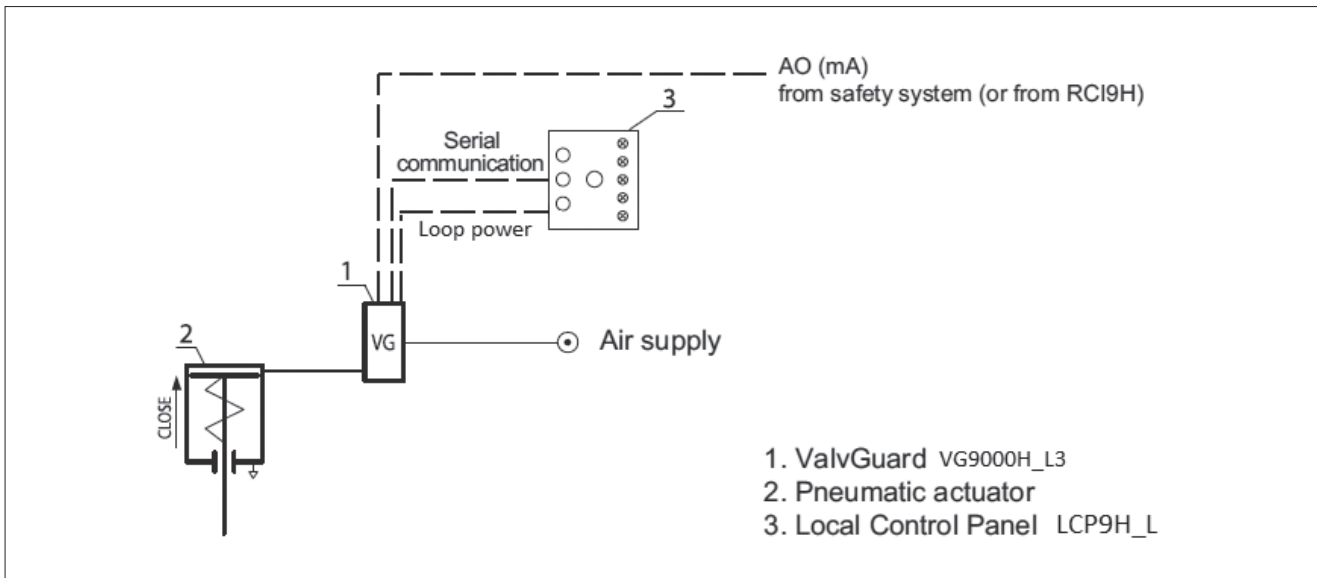 AO (mA)
from safety system (or from RCI9H)
3
Serial
communication
Loop power
1
VG
Air supply
2
CLOSE
1. ValvGuard VG9000H_L3
2. Pneumatic actuator
3. Local Control Panel LCP9H_L